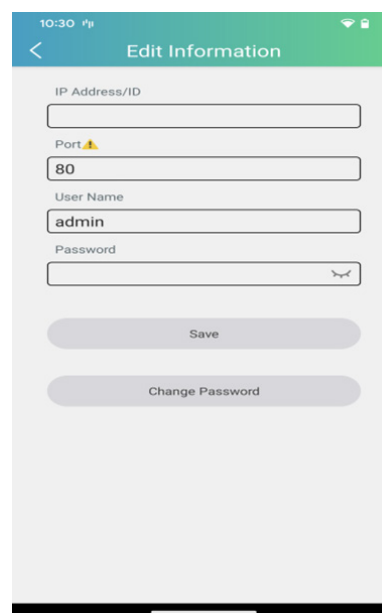 10:30
Edit Information
IP Address/ID
Port⚠
80
User Name
admin
Password
Save
Change Password